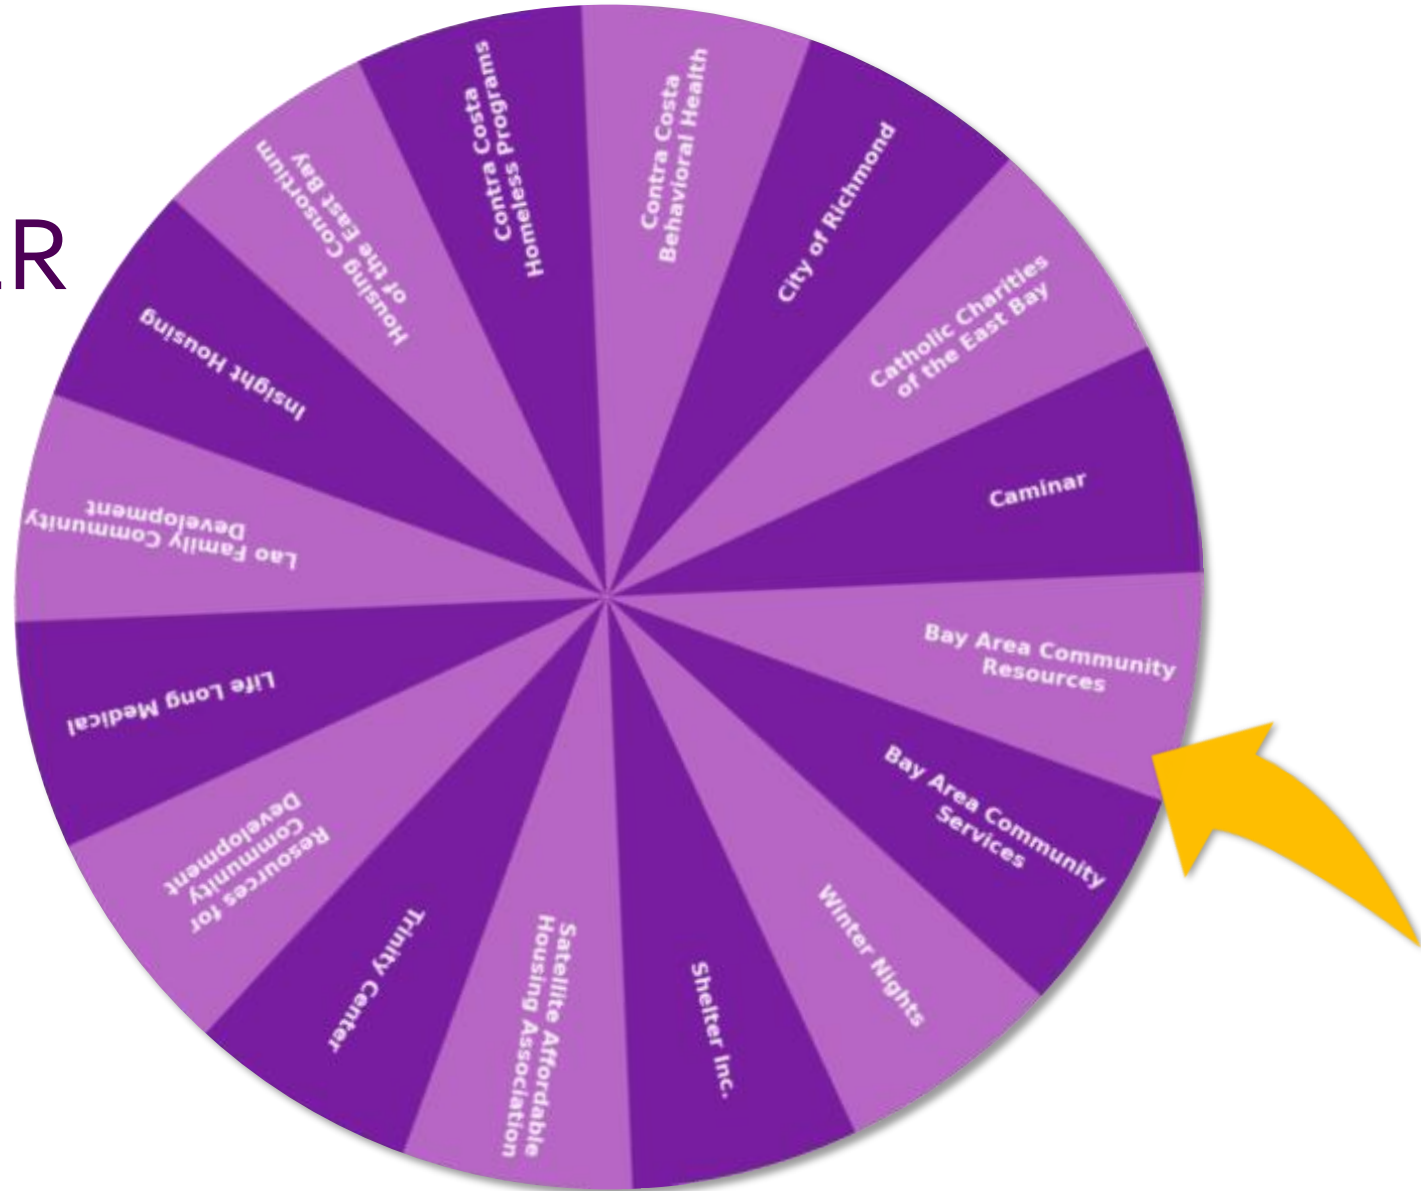 R
Contra Costa
Behavioral Health
City of Richmond
Catholic Charities
of the East Bay
Caminar
Bay Area Community
Resources
Bay Area Community
Services
Winter Nights
Shelter Inc.
Satellite Affordable
Housing Association
Trinity Center
Resources for
Community
Development
Life Long Medical
Lao Family Community
Development
Insight Housing
Housing Consortium
of the East Bay
Contra Costa
Homeless Programs